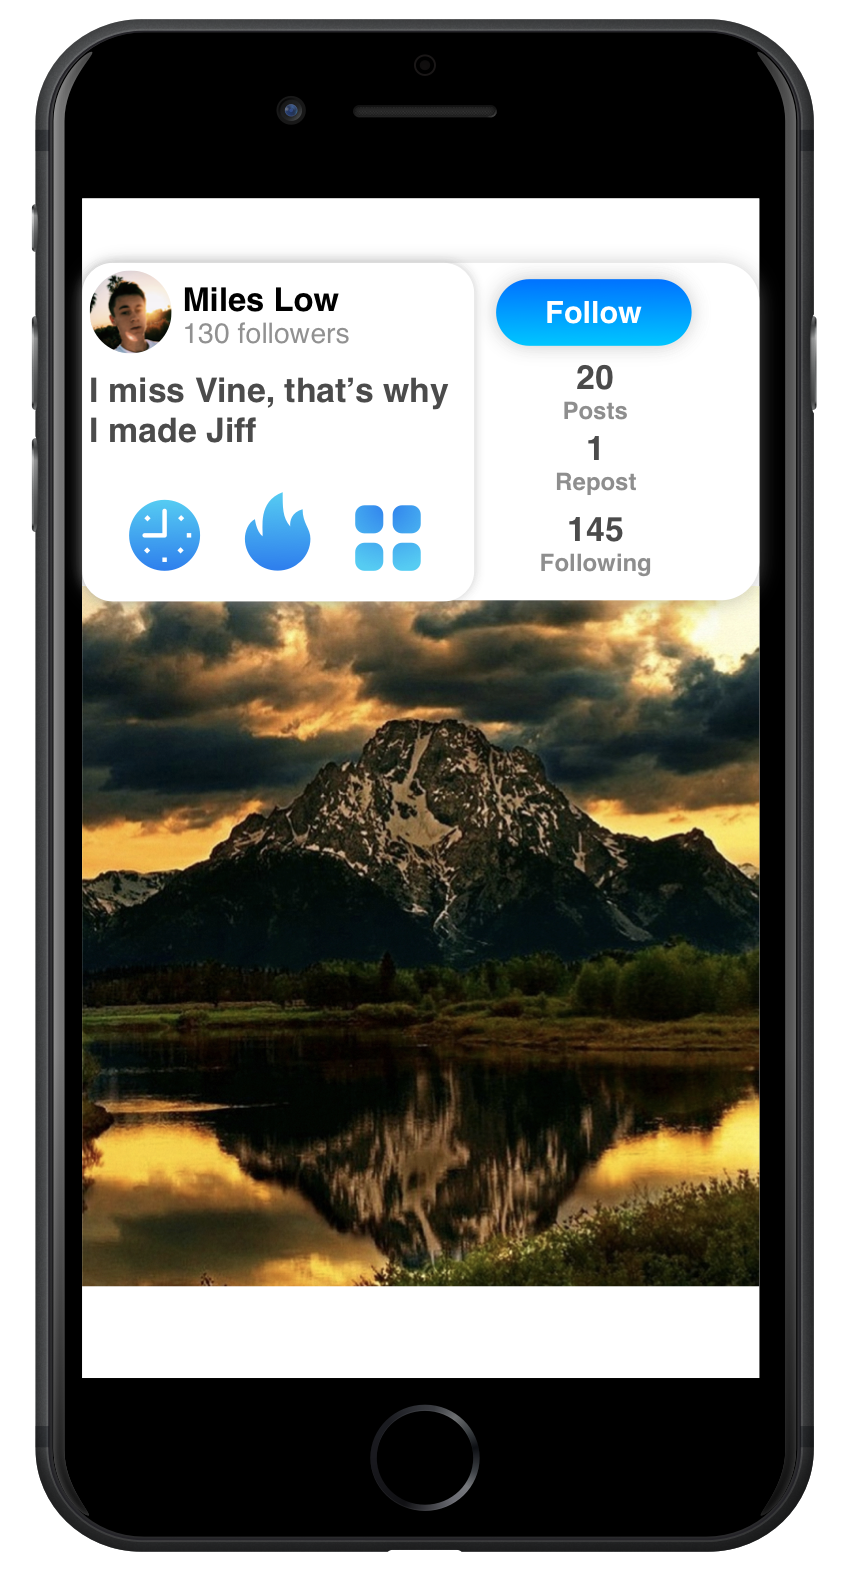 Miles Low
130 followers
I miss Vine, that’s why
I made Jiff
Follow
20
Posts
1
Repost
145
Following